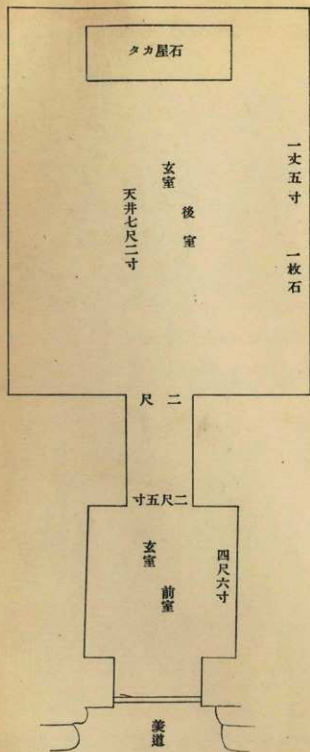 石屋カタ
一丈五寸　一枚石
玄室
後室
天井七尺二寸
二尺
二尺五寸
四尺六寸
玄室
前室
羨道